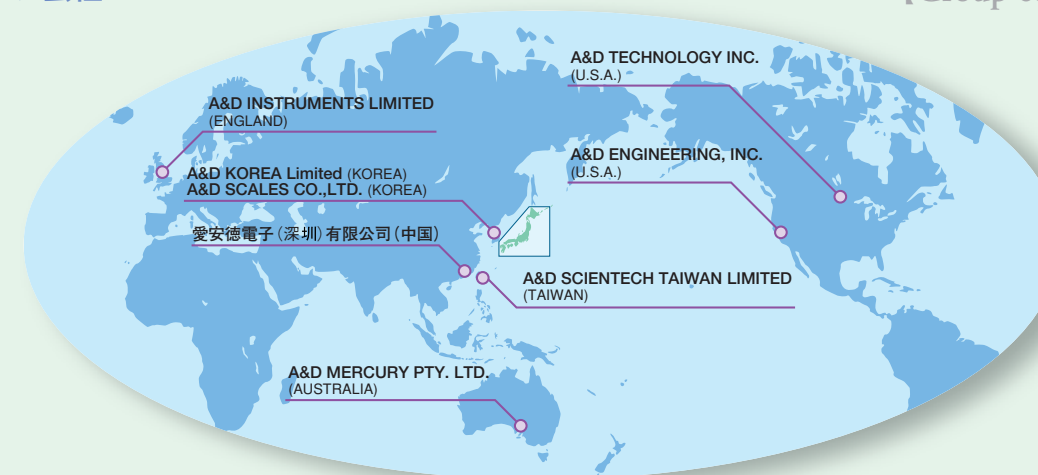 A&D TECHNOLOGY INC.
(U.S.A.)
A&D INSTRUMENTS LIMITED
(ENGLAND)
A&D ENGINEERING, INC.
(U.S.A.)
A&D KOREA Limited (KOREA)
A&D SCALES CO.,LTD. (KOREA)
愛安徳電子(深圳)有限公司(中国)
A&D SCIENTECH TAIWAN LIMITED
(TAIWAN)
A&D MERCURY PTY. LTD.
(AUSTRALIA)